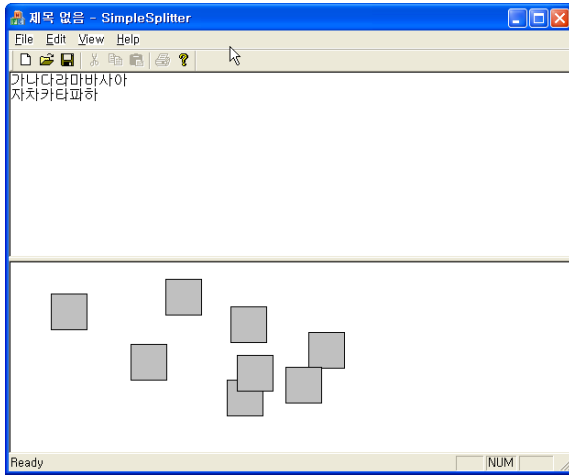 제목 없음 - SimpleSplitter
File Edit View Help
가나다라마바사아
자차카타파하
Ready NUM